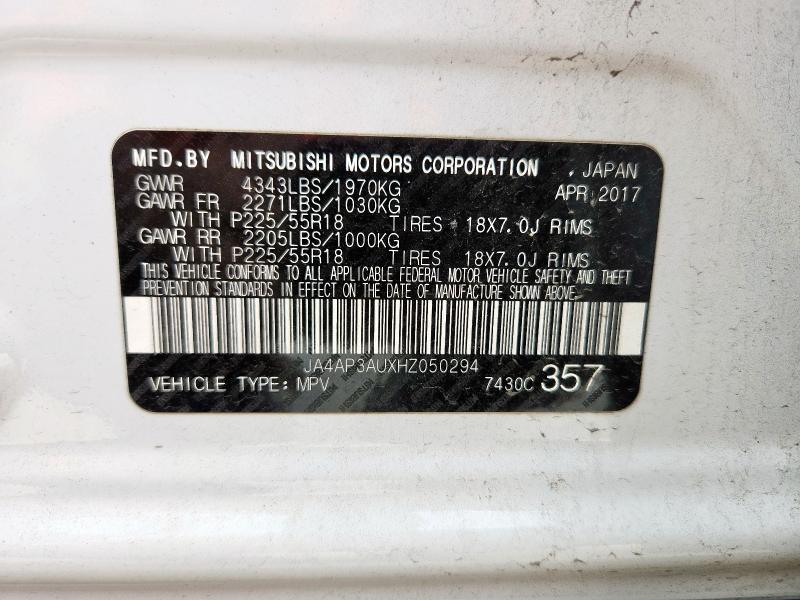 MFD.BY MITSUBISHI MOTORS CORPORATION , JAPAN
GVWR 4343LBS/1970KG APR, 2017
GAWR FR 2271LBS/1030KG
WITH P225/55R18 TIRES 18X7.0J RIMS
GAWR RR 2205LBS/1000KG
WITH P225/55R18 TIRES 18X7.0J RIMS
THIS VEHICLE CONFORMS TO ALL APPLICABLE FEDERAL MOTOR VEHICLE SAFETY AND THEFT
PREVENTION STANDARDS IN EFFECT ON THE DATE OF MANUFACTURE SHOWN ABOVE.
JA4AP3AUXHZ050294
VEHICLE TYPE: MPV 7430C 357